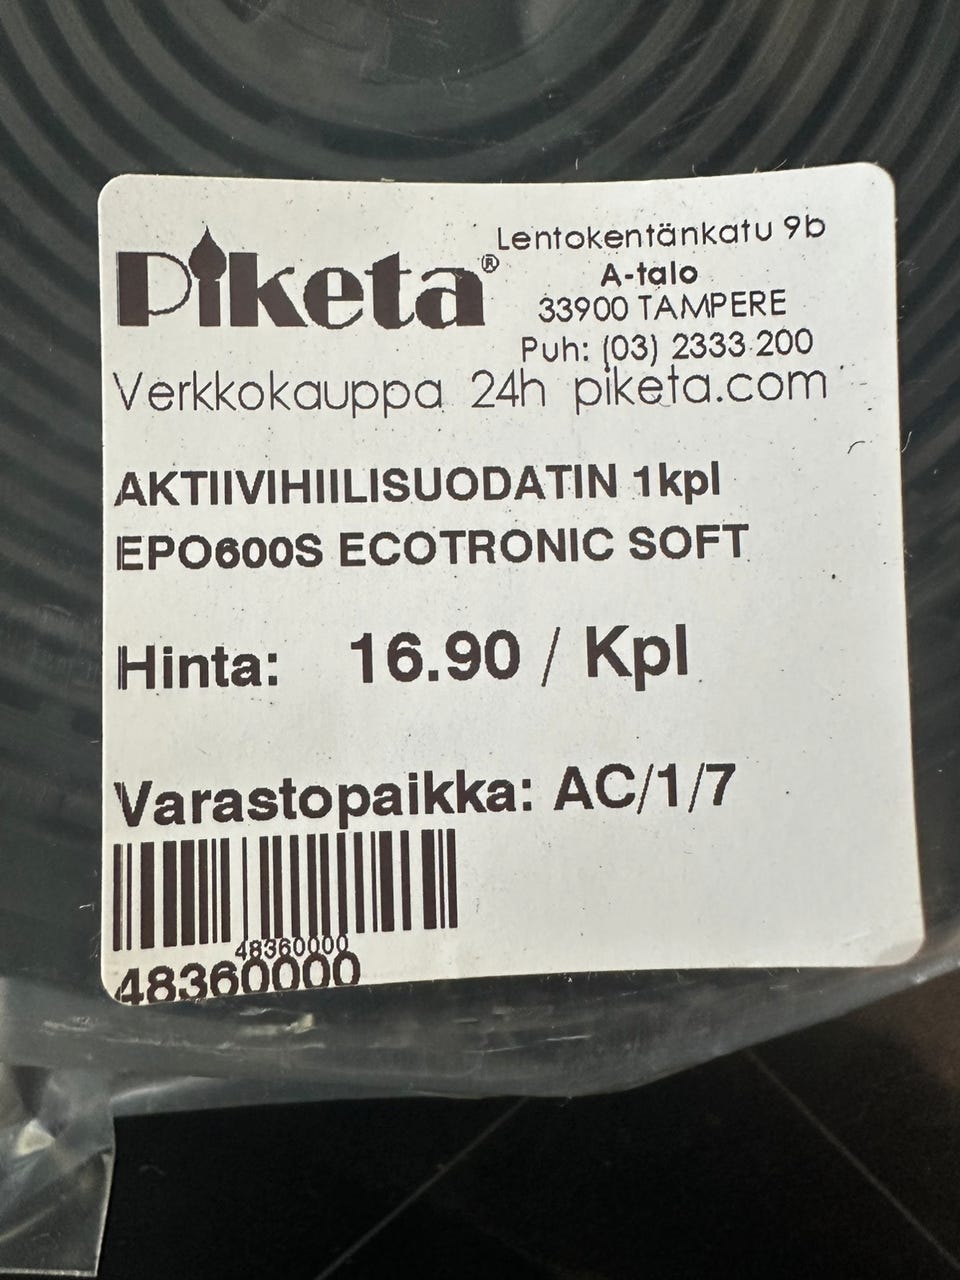 Piketa®
Lentokentänkatu 9b
A-talo
33900 TAMPERE
Puh: (03) 2333 200
Verkkokauppa 24h piketa.com
AKTIIVIHIILISUODATIN 1kpl
EPO600S ECOTRONIC SOFT
Hinta: 16.90 / Kpl
Varastopaikka: AC/1/7
48360000
48360000